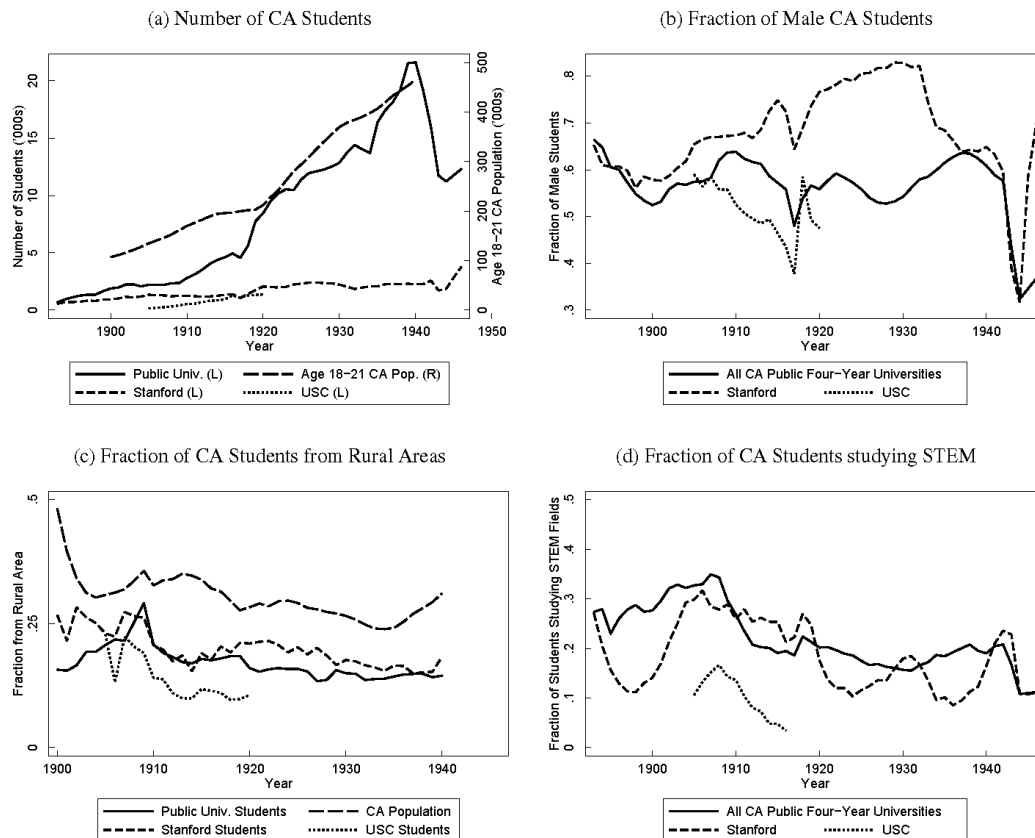 (a) Number of CA Students
Number of Students ('000s)
20
15
10
5
0
500
400
300
200
100
0
Age 18−21 CA Population ('000s)
1900
1910
1920
1930
1940
1950
Year
Public Univ. (L)
Age 18−21 CA Pop. (R)
Stanford (L)
USC (L)
(b) Fraction of Male CA Students
Fraction of Male Students
.8
.7
.6
.5
.4
.3
1900
1910
1920
1930
1940
Year
All CA Public Four−Year Universities
Stanford
USC
(c) Fraction of CA Students from Rural Areas
Fraction from Rural Area
.5
.25
0
1900
1910
1920
1930
1940
Year
Public Univ. Students
CA Population
Stanford Students
USC Students
(d) Fraction of CA Students studying STEM
Fraction of Students Studying STEM Fields
.5
.4
.3
.2
.1
0
1900
1910
1920
1930
1940
Year
All CA Public Four−Year Universities
Stanford
USC